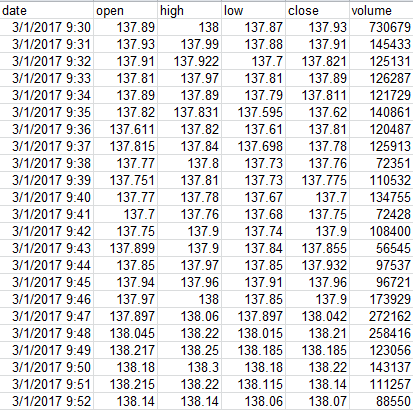 date open high low close volume
3/1/2017 9:30 137.89 138 137.87 137.93 730679
3/1/2017 9:31 137.93 137.99 137.88 137.91 145433
3/1/2017 9:32 137.91 137.922 137.7 137.821 125131
3/1/2017 9:33 137.81 137.97 137.81 137.89 126287
3/1/2017 9:34 137.89 137.89 137.79 137.811 121729
3/1/2017 9:35 137.82 137.831 137.595 137.62 140861
3/1/2017 9:36 137.611 137.82 137.61 137.81 120487
3/1/2017 9:37 137.815 137.84 137.698 137.78 125913
3/1/2017 9:38 137.77 137.8 137.73 137.76 72351
3/1/2017 9:39 137.751 137.81 137.73 137.775 110532
3/1/2017 9:40 137.77 137.78 137.67 137.7 134755
3/1/2017 9:41 137.7 137.76 137.68 137.75 72428
3/1/2017 9:42 137.75 137.9 137.74 137.9 108400
3/1/2017 9:43 137.899 137.9 137.84 137.855 56545
3/1/2017 9:44 137.85 137.97 137.85 137.932 97537
3/1/2017 9:45 137.94 137.96 137.91 137.96 96721
3/1/2017 9:46 137.97 138 137.85 137.9 173929
3/1/2017 9:47 137.897 138.06 137.897 138.042 272162
3/1/2017 9:48 138.045 138.22 138.015 138.21 258416
3/1/2017 9:49 138.217 138.25 138.185 138.185 123056
3/1/2017 9:50 138.18 138.3 138.18 138.22 143137
3/1/2017 9:51 138.215 138.22 138.115 138.14 111257
3/1/2017 9:52 138.14 138.14 138.06 138.07 88550